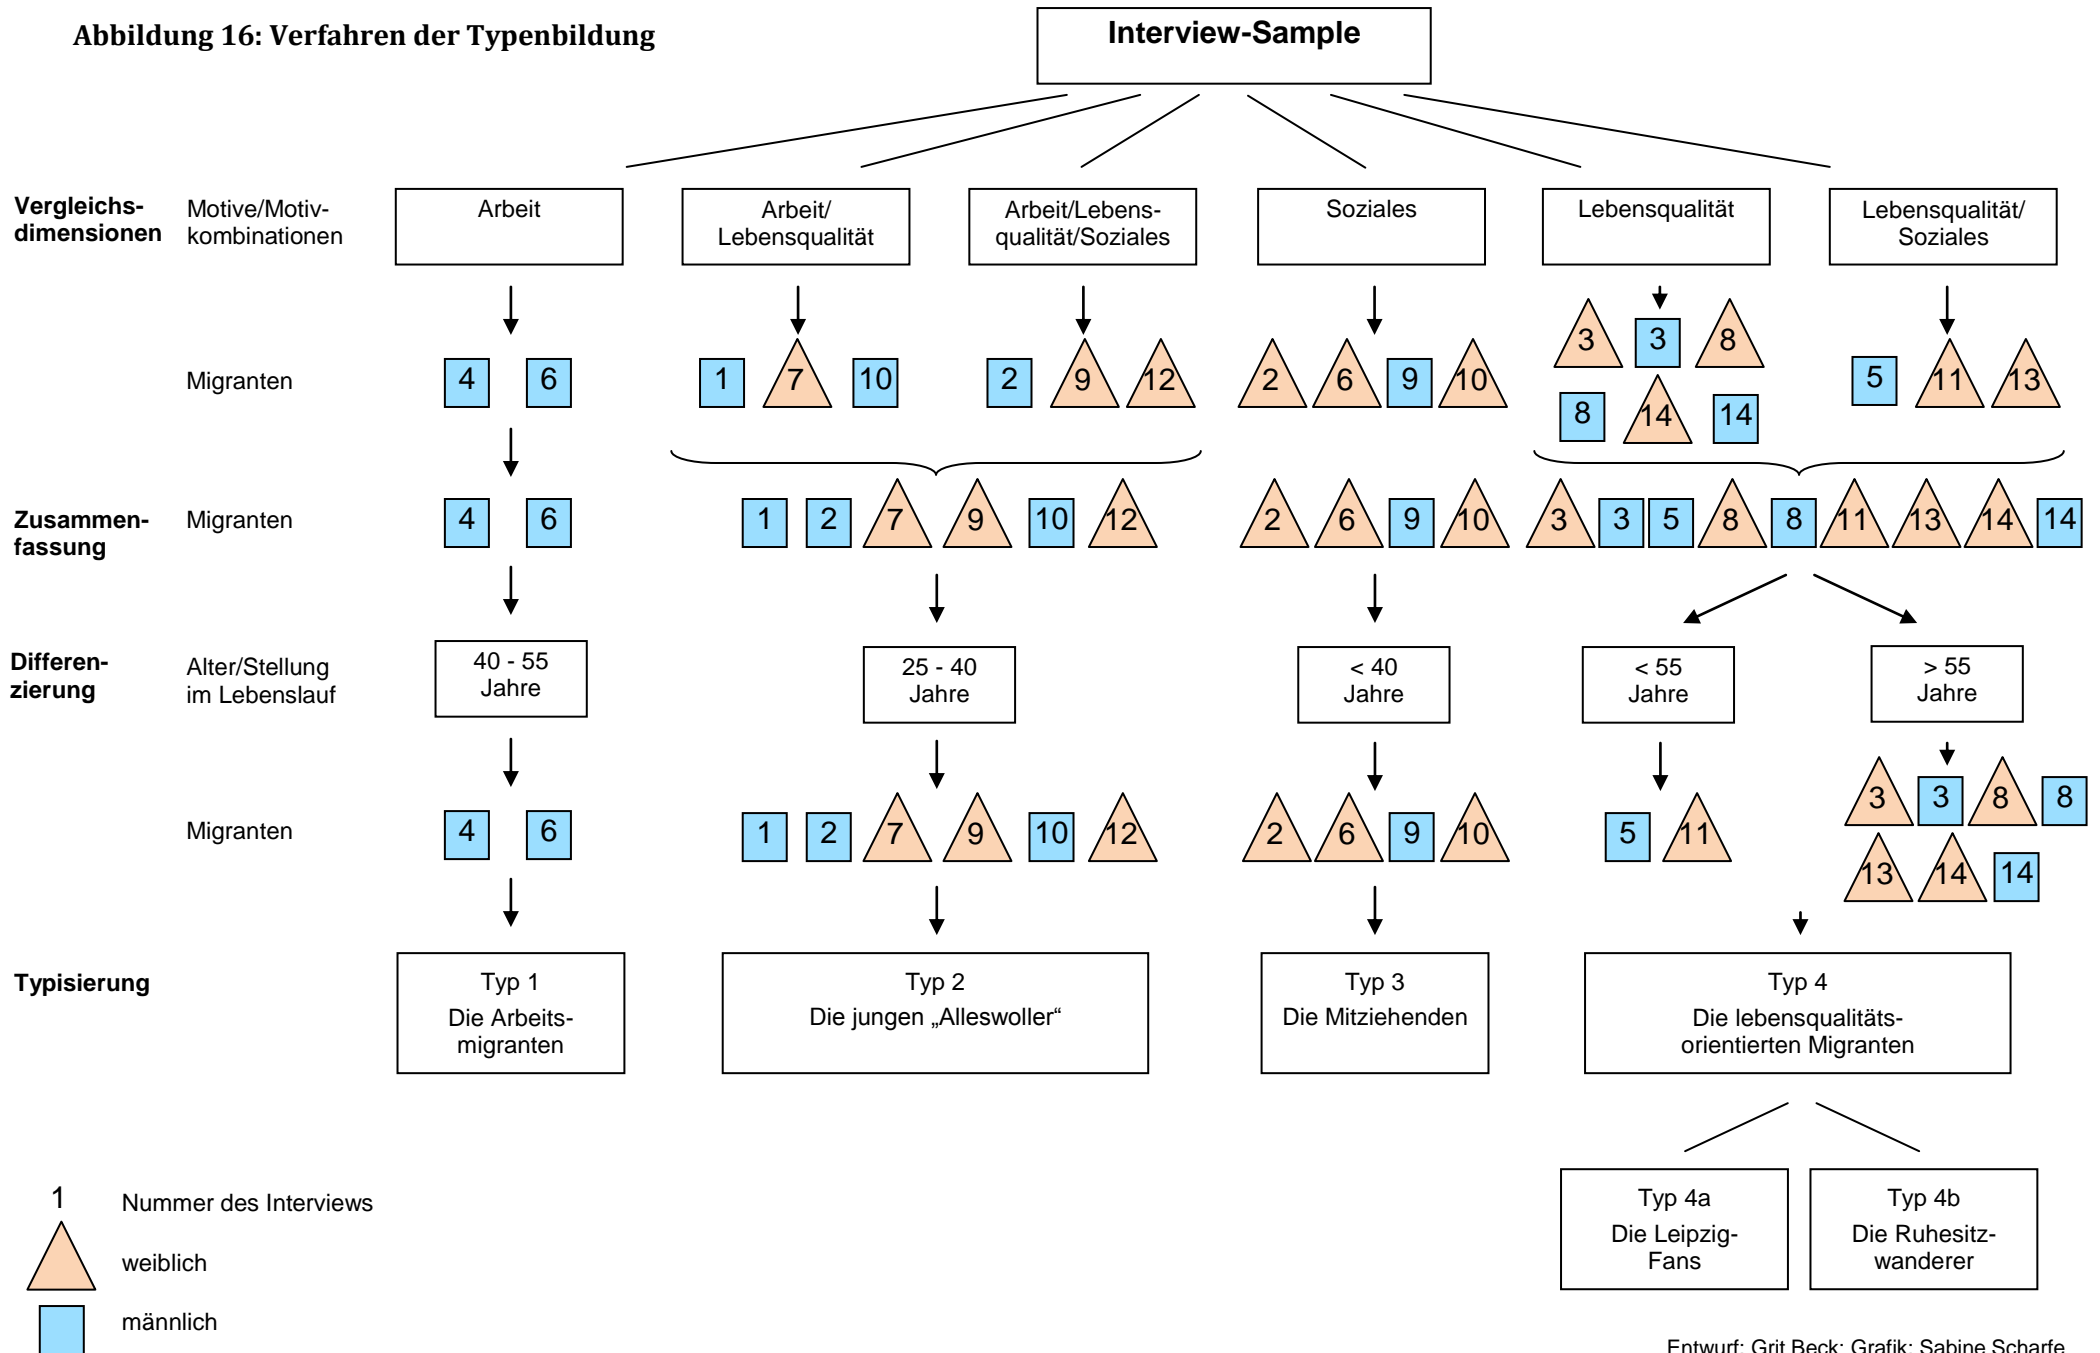 Abbildung 16: Verfahren der Typenbildung
Interview-Sample
Vergleichs-
dimensionen
Motive/Motiv-
kombinationen
Arbeit
Arbeit/
Lebensqualität
Arbeit/Lebens-
qualität/Soziales
Soziales
Lebensqualität
Lebensqualität/
Soziales
Migranten
4 6
1 7 10
2 9 12
2 6 9 10
3 3 8
8 14 14
5 11 13
Zusammen-
fassung
Migranten
4 6
1 2 7 9 10 12
2 6 9 10
3 3 5 8 8 11 13 14 14
Differen-
zierung
Alter/Stellung
im Lebenslauf
40 - 55
Jahre
25 - 40
Jahre
< 40
Jahre
< 55
Jahre
> 55
Jahre
Migranten
4 6
1 2 7 9 10 12
2 6 9 10
5 11
3 3 8 8
13 14 14
Typisierung
Typ 1
Die Arbeits-
migranten
Typ 2
Die jungen „Alleswoller“
Typ 3
Die Mitziehenden
Typ 4
Die lebensqualitäts-
orientierten Migranten
Typ 4a
Die Leipzig-
Fans
Typ 4b
Die Ruhesitz-
wanderer
1 Nummer des Interviews
weiblich
männlich
Entwurf: Grit Beck; Grafik: Sabine Scharfe